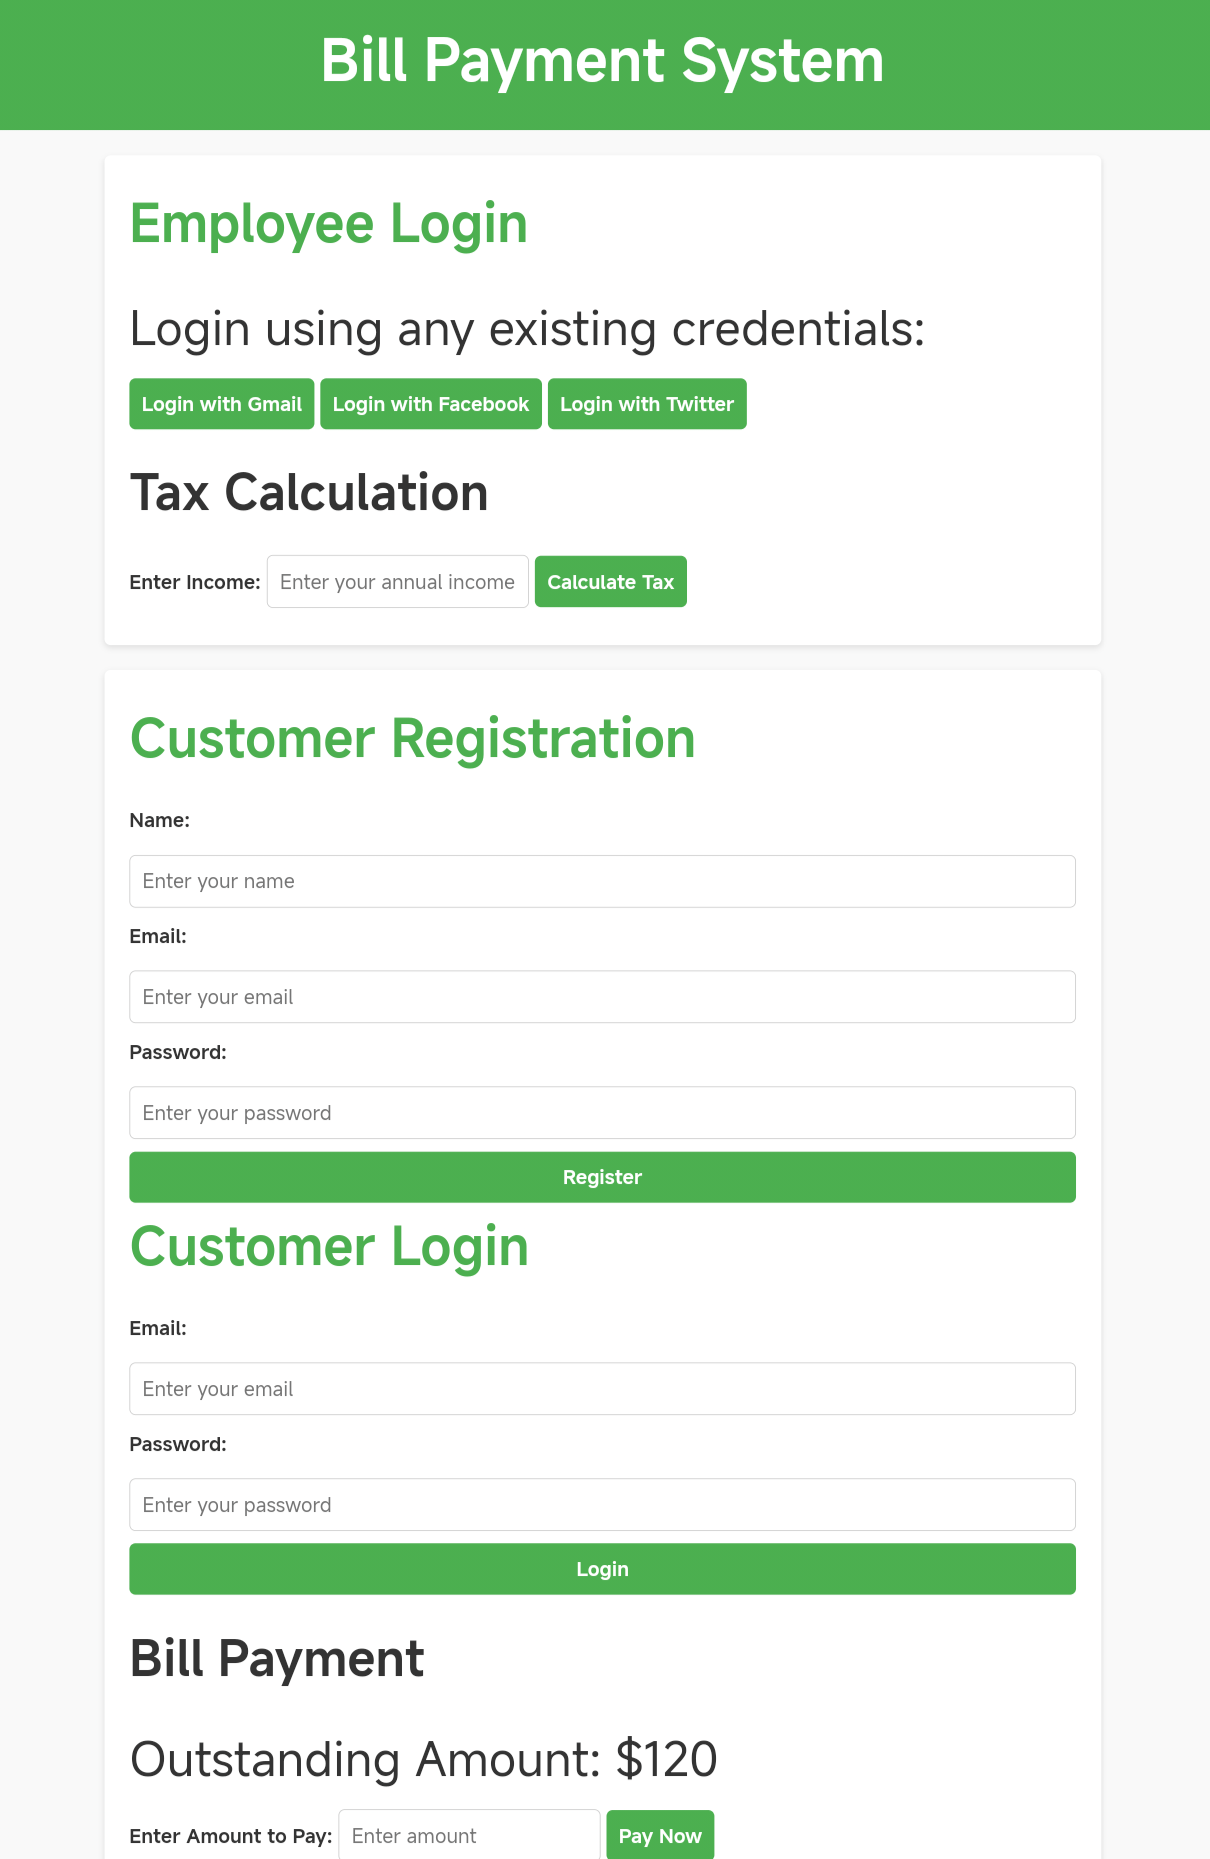 Bill Payment System
Employee Login
Login using any existing credentials:
Login with Gmail Login with Facebook Login with Twitter
Tax Calculation
Enter Income: Enter your annual income Calculate Tax
Customer Registration
Name:
Enter your name
Email:
Enter your email
Password:
Enter your password
Register
Customer Login
Email:
Enter your email
Password:
Enter your password
Login
Bill Payment
Outstanding Amount: $120
Enter Amount to Pay: Enter amount Pay Now